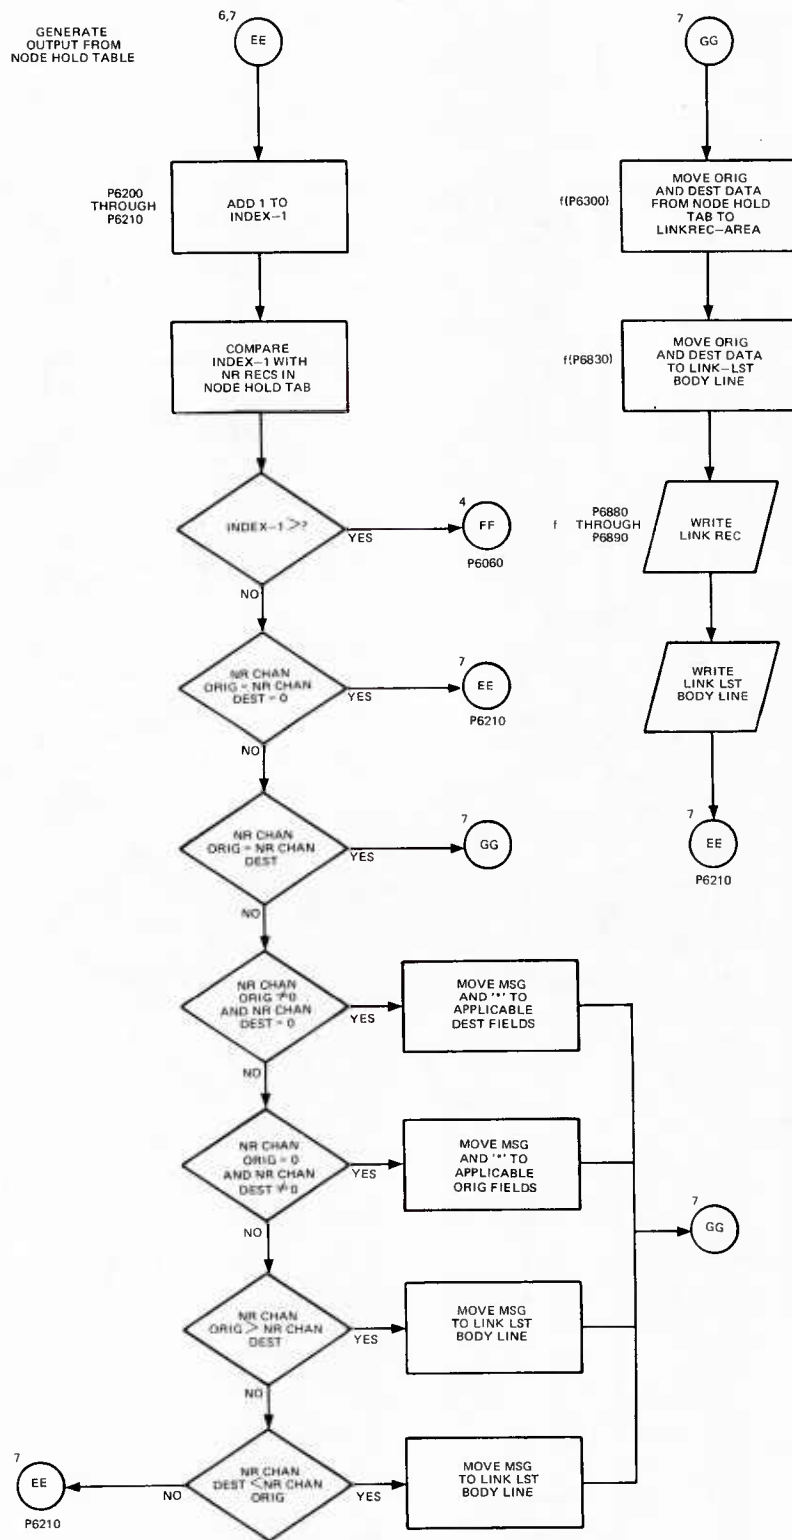 GENERATE
OUTPUT FROM
NODE HOLD TABLE
6,7
EE
P6200
THROUGH
P6210
ADD 1 TO
INDEX-1
COMPARE
INDEX-1 WITH
NR RECS IN
NODE HOLD TAB
INDEX-1 >?
YES
4
FF
P6060
NO
NR CHAN
ORIG = NR CHAN
DEST = 0
YES
7
EE
P6210
NO
NR CHAN
ORIG = NR CHAN
DEST
YES
7
GG
NO
NR CHAN
ORIG ≠ 0
AND NR CHAN
DEST = 0
YES
MOVE MSG
AND '*' TO
APPLICABLE
DEST FIELDS
NO
NR CHAN
ORIG = 0
AND NR CHAN
DEST ≠ 0
YES
MOVE MSG
AND '*' TO
APPLICABLE
ORIG FIELDS
7
GG
NO
NR CHAN
ORIG > NR CHAN
DEST
YES
MOVE MSG
TO LINK LST
BODY LINE
NO
NR CHAN
DEST < NR CHAN
ORIG
YES
MOVE MSG
TO LINK LST
BODY LINE
NO
7
EE
P6210
7
GG
f(P6300)
MOVE ORIG
AND DEST DATA
FROM NODE HOLD
TAB TO
LINKREC-AREA
f(P6830)
MOVE ORIG
AND DEST DATA
TO LINK-LST
BODY LINE
P6880
f THROUGH
P6890
WRITE
LINK REC
WRITE
LINK LST
BODY LINE
7
EE
P6210